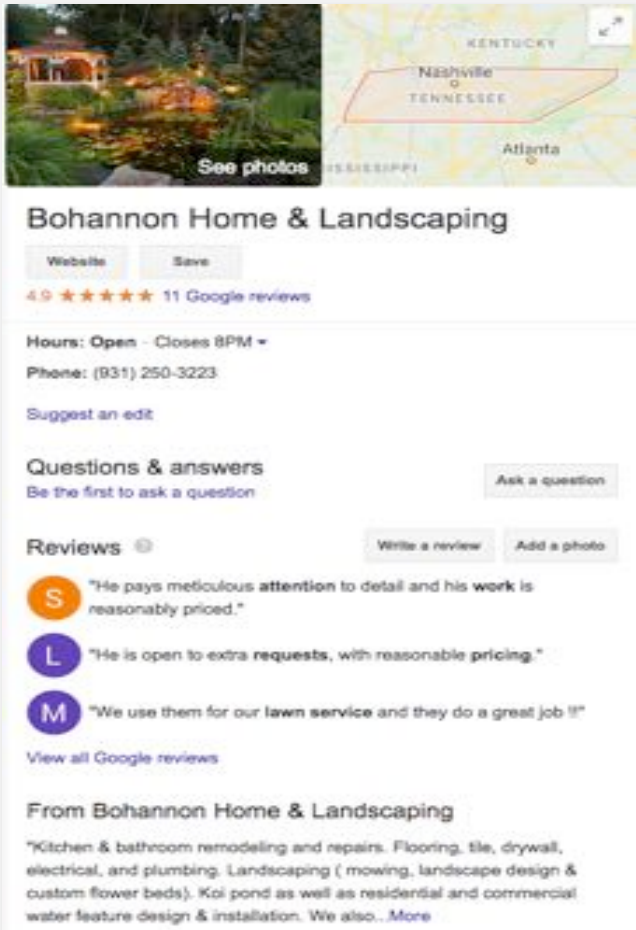 KENTUCKY
Nashville
TENNESSEE
Atlanta
See photos
ISSISSIPPI
Bohannon Home & Landscaping
Website Save
4.9 ★★★★★ 11 Google reviews
Hours: Open · Closes 8PM
Phone: (931) 250-3223
Suggest an edit
Questions & answers
Be the first to ask a question
Ask a question
Reviews
Write a review Add a photo
S
"He pays meticulous attention to detail and his work is
reasonably priced."
L
"He is open to extra requests, with reasonable pricing."
M
"We use them for our lawn service and they do a great job !!"
View all Google reviews
From Bohannon Home & Landscaping
"Kitchen & bathroom remodeling and repairs. Flooring, tile, drywall,
electrical, and plumbing. Landscaping ( mowing, landscape design &
custom flower beds). Koi pond as well as residential and commercial
water feature design & installation. We also...More